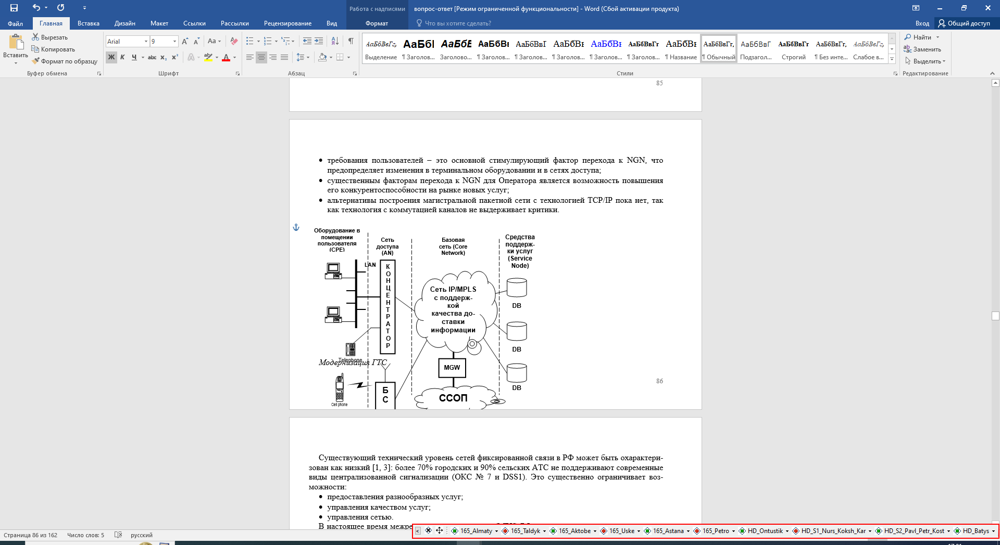 Работа с надписями
вопрос-ответ [Режим ограниченной функциональности] - Word (Сбой активации продукта)
Файл
Главная
Вставка
Дизайн
Макет
Ссылки
Рассылки
Рецензирование
Вид
Формат
Что вы хотите сделать?
Вход
Общий доступ
Вставить
Вырезать
Копировать
Формат по образцу
Буфер обмена
Arial
9
Ж К Ч abc x₂ x²
Шрифт
Абзац
АаБбВвГг,
АаБбІ
АаБбЕ
АаБбВв
АаБбВвГ
АаБбВв
АаБбВв
АаБбВвГг
АаБбВв
АаБбВвГг,
АаБбВвГ
АаБбВвГг
АаБбВвГг,
АаБбВвГг,
Выделение
¶ Заголов...
Заголово...
¶ Заголов...
¶ Заголов...
¶ Заголов...
¶ Заголов...
¶ Заголов...
¶ Название
¶ Обычный
Подзагол...
Строгий
¶ Без инте...
Слабое в...
Стили
Найти
Заменить
Выделить
Редактирование
85
• требования пользователей – это основной стимулирующий фактор перехода к NGN, что
предопределяет изменения в терминальном оборудовании и в сетях доступа;
• существенным факторам перехода к NGN для Оператора является возможность повышения
его конкурентоспособности на рынке новых услуг;
• альтернативы построения магистральной пакетной сети с технологией TCP/IP пока нет, так
как технология с коммутацией каналов не выдерживает критики.
Оборудование в
помещении
пользователя
(CPE)
Сеть
доступа
(AN)
Базовая
сеть (Core
Network)
Средства
поддерж-
ки услуг
(Service
Node)
LAN
К
О
Н
Ц
Е
Н
Т
Р
А
Т
О
Р
Сеть IP/MPLS
с поддерж-
кой
качества до-
ставки
информации
DB
DB
DB
Telephone
Модернизация ГТС
MGW
Cell phone
Б
С
ССОП
86
Существующий технический уровень сетей фиксированной связи в РФ может быть охарактери-
зован как низкий [1, 3]: более 70% городских и 90% сельских АТС не поддерживают современные
виды централизованной сигнализации (ОКС № 7 и DSS1). Это существенно ограничивает воз-
можности:
• предоставления разнообразных услуг;
• управления качеством услуг;
• управления сетью.
В настоящее время межре
Страница 86 из 162
Число слов: 5
русский
165_Almaty
165_Taldyk
165_Aktobe
165_Uske
165_Astana
165_Petro
HD_Ontustik
HD_S1_Nurs_Koksh_Kar
HD_S2_Pavl_Petr_Kost
HD_Batys